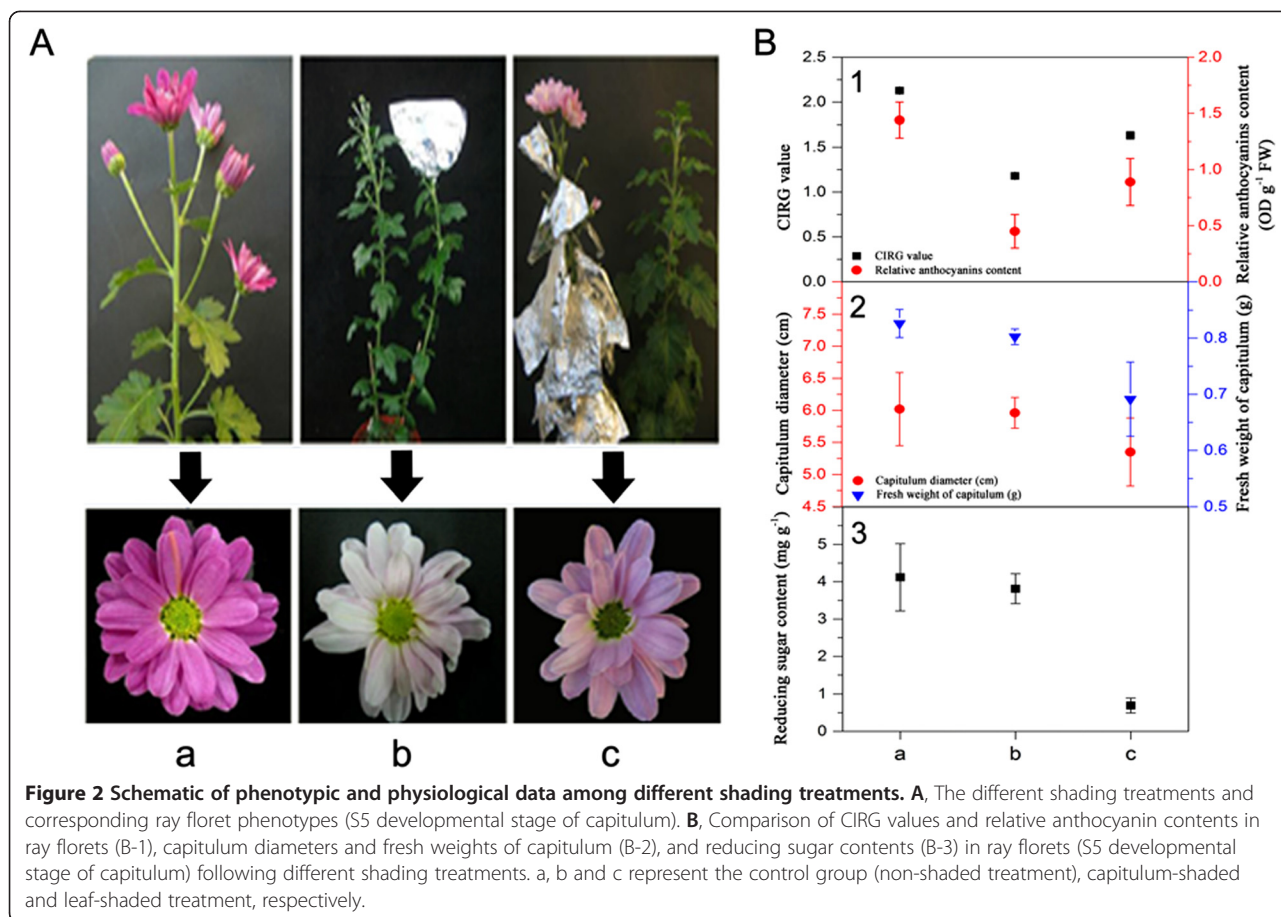 A
B
1
2.5
2.0
1.5
1.0
0.5
0.0
CIRG value
2.0
1.5
1.0
0.5
0.0
Relative anthocyanins content
(OD g⁻¹ FW)
CIRG value
Relative anthocyanins content
2
7.5
7.0
6.5
6.0
5.5
5.0
4.5
Capitulum diameter (cm)
0.8
0.7
0.6
0.5
Fresh weight of capitulum (g)
Capitulum diameter (cm)
Fresh weight of capitulum (g)
3
5
4
3
2
1
0
Reducing sugar content (mg g⁻¹)
a
b
c
a
b
c
Figure 2 Schematic of phenotypic and physiological data among different shading treatments. A, The different shading treatments and
corresponding ray floret phenotypes (S5 developmental stage of capitulum). B, Comparison of CIRG values and relative anthocyanin contents in
ray florets (B-1), capitulum diameters and fresh weights of capitulum (B-2), and reducing sugar contents (B-3) in ray florets (S5 developmental
stage of capitulum) following different shading treatments. a, b and c represent the control group (non-shaded treatment), capitulum-shaded
and leaf-shaded treatment, respectively.